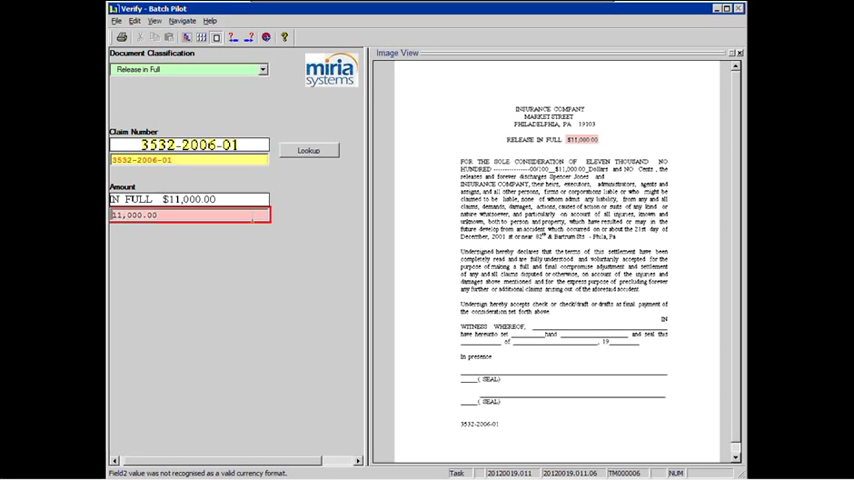 Verify - Batch Pilot
File Edit View Navigate Help
Document Classification
Release in Full
miria
systems
Claim Number
3532-2006-01
3532-2006-01
Lookup
Amount
IN FULL $11,000.00
11,000.00
Image View
INSURANCE COMPANY
MARKET STREET
PHILADELPHIA, PA 19103
RELEASE IN FULL $11,000.00
FOR THE SOLE CONSIDERATION OF ELEVEN THOUSAND NO
HUNDRED ---------------00/100__$11,000.00_Dollars and NO Cents, the
releases and forever discharges Spencer Jones and
INSURANCE COMPANY, their heirs, executors, administrators, agents and
assigns, and all other persons, firms or corporations liable or who might be
claimed to be liable, none of whom admit any liability, from any and all
claims, demands, damages, actions, causes of action or suits of any kind or
nature whatsoever, and particularly on account of all injuries, known and
unknown, both to person and property, which have resulted or may in the
future develop from an accident which occurred on or about the 21st day of
December, 2001 at or near 82nd & Bartram Sts - Phila, Pa
Undersigned hereby declares that the terms of this settlement have been
completely read and are fully understood and voluntarily accepted for the
purpose of making a full and final compromise adjustment and settlement
of any and all claims disputed or otherwise, on account of the injuries and
damages above mentioned and for the express purpose of precluding forever
any further or additional claims arising out of the aforesaid accident.
Undersign hereby accepts check or check/draft or drafts as final payment of
the consideration set forth above
IN
WITNESS WHEREOF,
have hereunto set hand and seal this
of , 19
In presence
( SEAL)
( SEAL)
3532-2006-01
Field2 value was not recognised as a valid currency format.
Task 20120019.011 20120019.011.06 TM000006 NUM